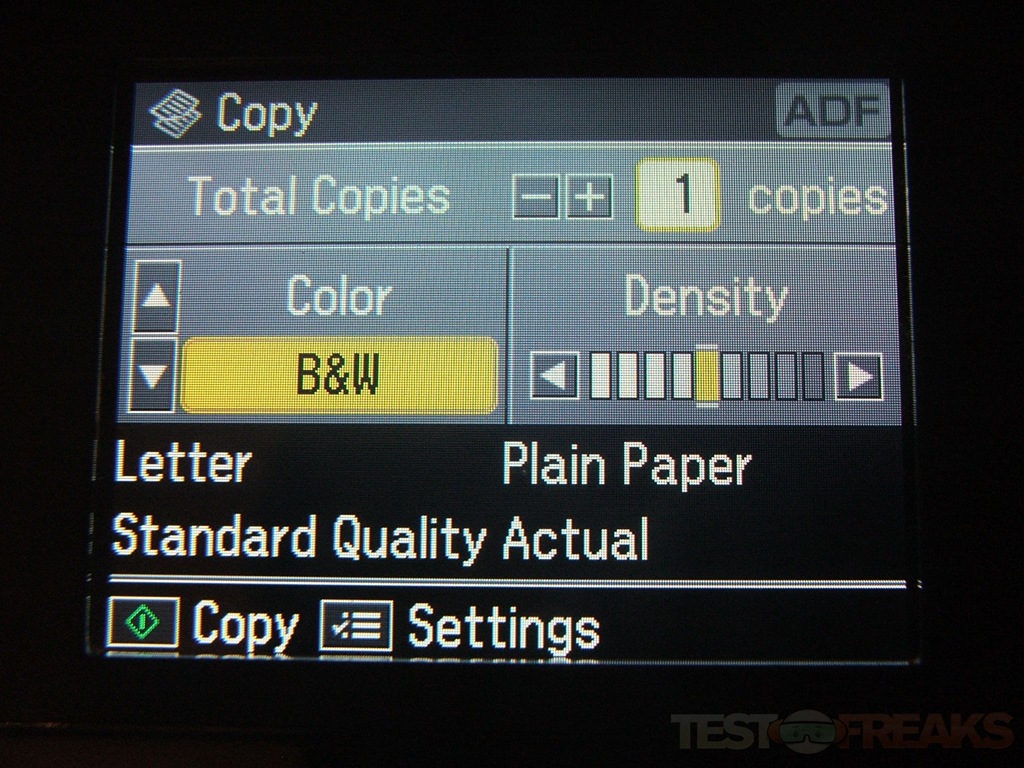 Copy ADF
Total Copies − + 1 copies
Color Density
B&W
Letter Plain Paper
Standard Quality Actual
Copy Settings
TESTFREAKS